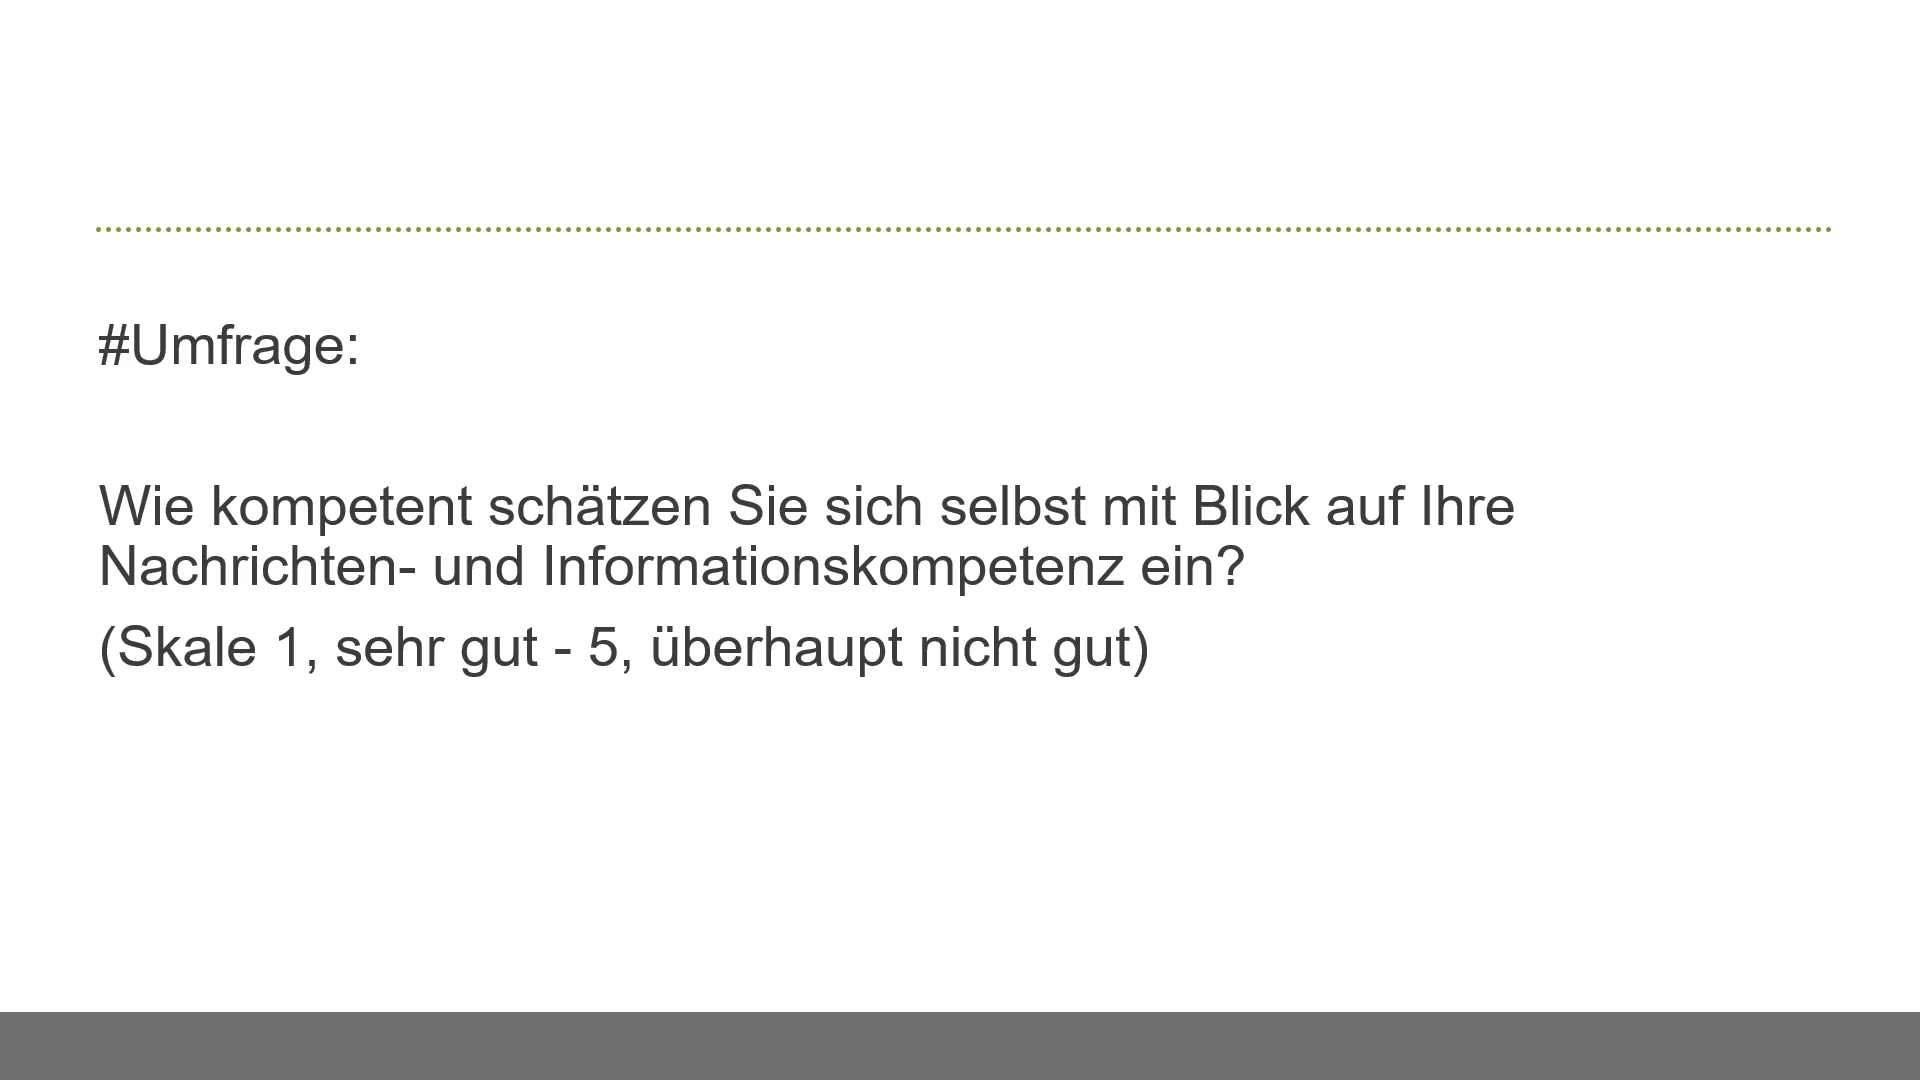 #Umfrage:
Wie kompetent schätzen Sie sich selbst mit Blick auf Ihre
Nachrichten- und Informationskompetenz ein?
(Skale 1, sehr gut - 5, überhaupt nicht gut)